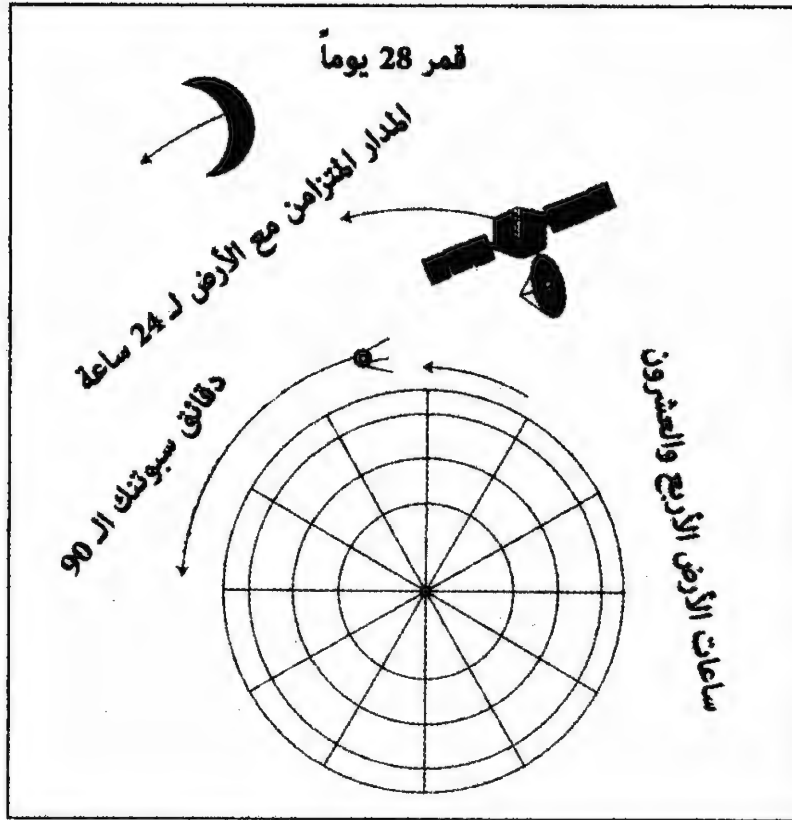 قمر 28 يوماً
المدار المتزامن مع الأرض لـ 24 ساعة
دقائق سبوتنك الـ 90
ساعات الأرض الأربع والعشرون